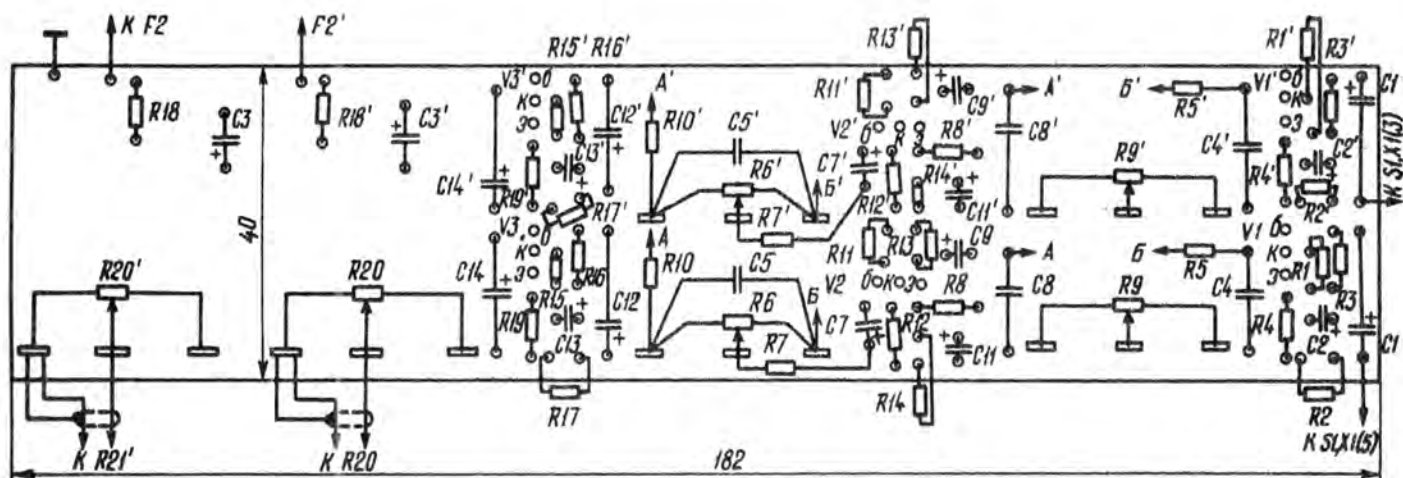 К F2
F2'
R15' R16'
R13'
R1'
R3'
R18
C3
R18'
C3'
V3'
б
К
Э
C12'
А'
R10'
C5'
R11'
V2'
б
К
C9'
А'
C8'
Б'
R5'
V1'
б
К
Э
C1'
К S1,X1(3)
C14'
R19'
C13'
R17'
R6'
R7'
C7'
Б'
R12'
R8'
R14'
C11'
R9'
C4'
R4'
C2'
R2'
40
V3
б
К
Э
R16
А
R10
C5
R11
R13
C9
А
Б
R5
V1
б
К
Э
R1
R3
R20'
R20
C14
R15
R19
C13
C12
R6
R7
Б
C7
V2
б К Э
R8
R12
C11
C8
R9
C4
R4
C2
C1
R17
R14
R2
К R21'
К R20
К S1,X1(5)
182